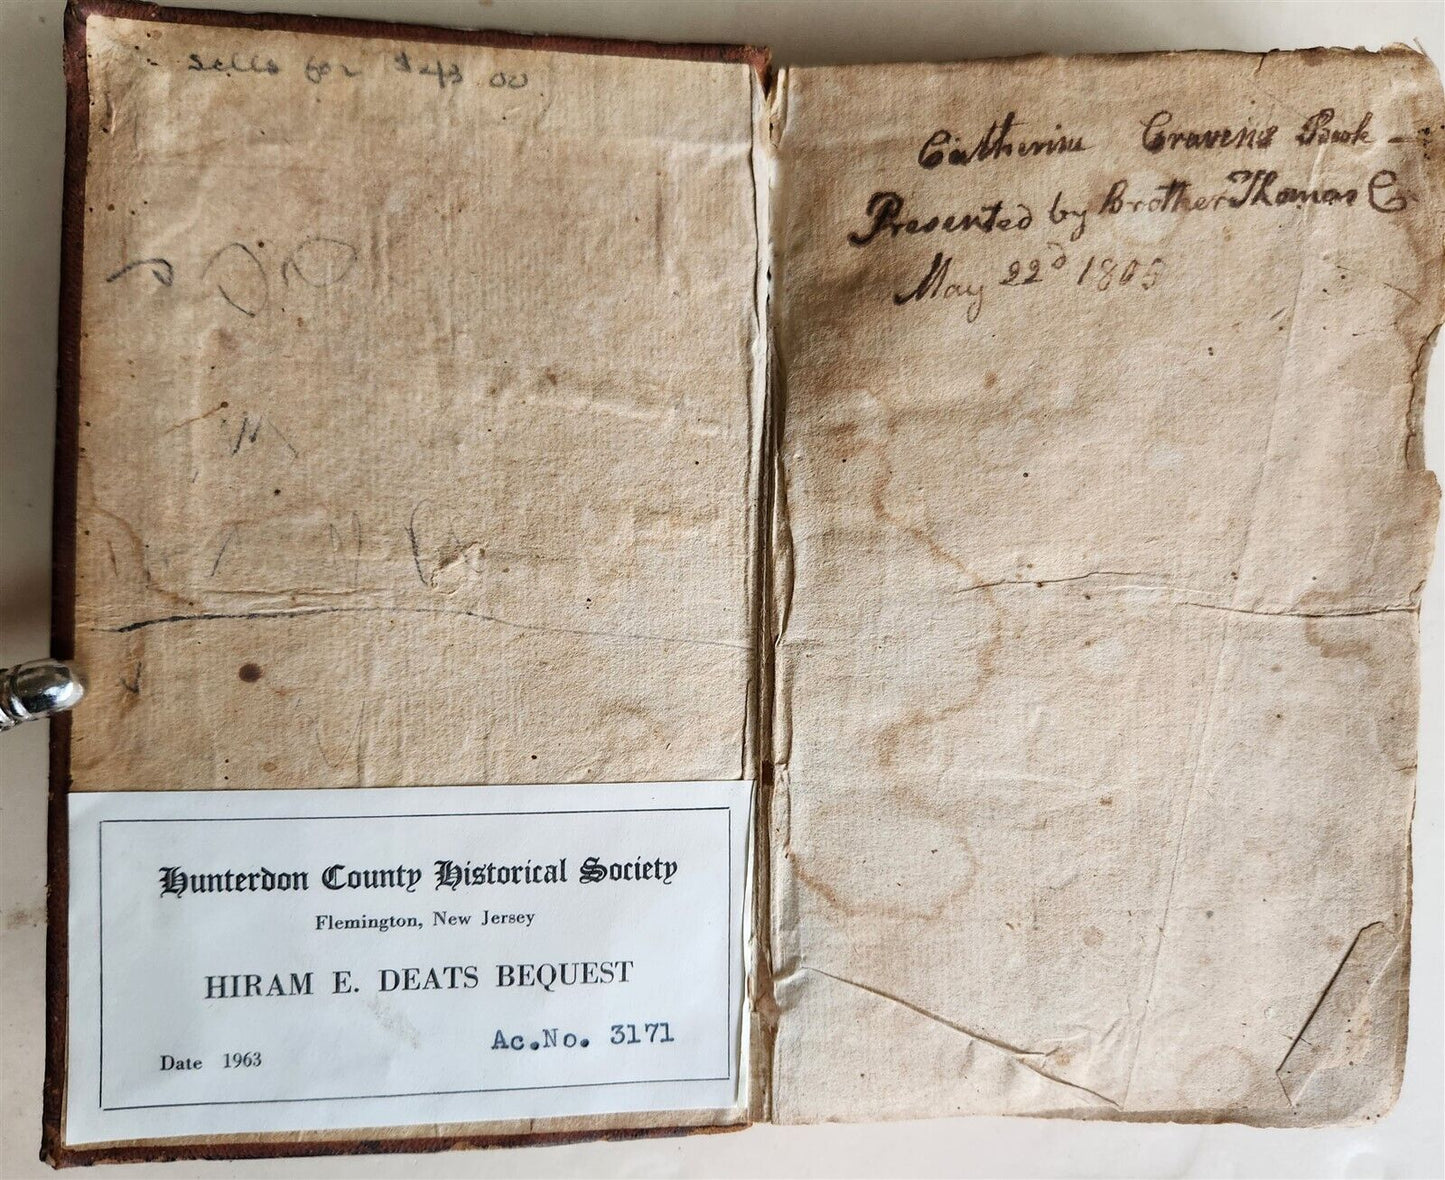 sells for $43 00
Catherine Cravens Book -
Presented by Brother Thomas C
May 22d 1805
Hunterdon County Historical Society
Flemington, New Jersey
HIRAM E. DEATS BEQUEST
Ac.No. 3171
Date 1963